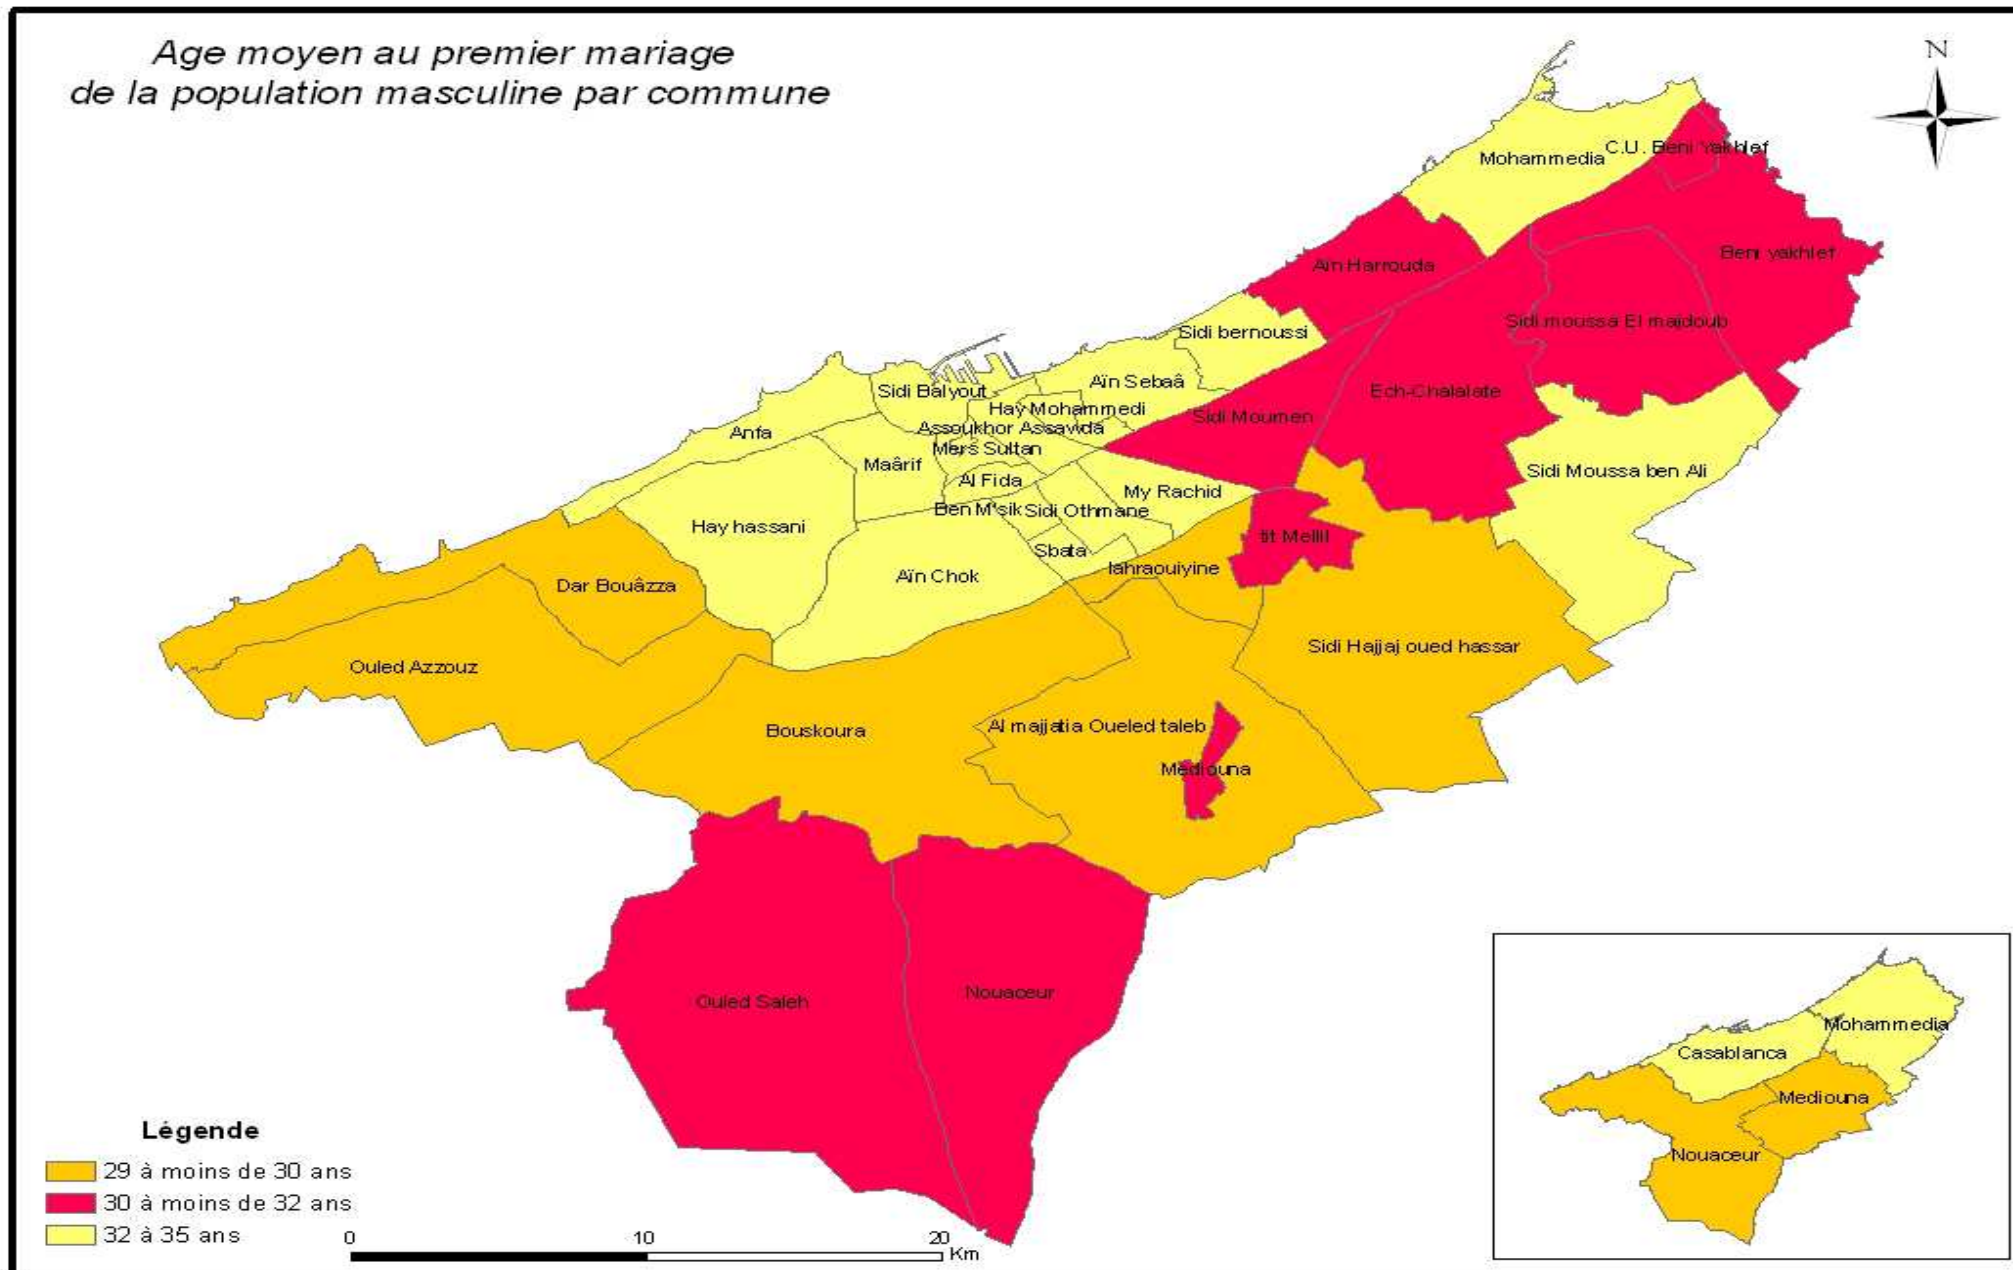 Age moyen au premier mariage
de la population masculine par commune
N
Mohammedia
C.U. Beni Yakhlef
Beni yakhlef
Aïn Harrouda
Sidi moussa El majdoub
Sidi bernoussi
Aïn Sebaâ
Ech-Chalalate
Sidi Balyout
Hay Mohammedi
Sidi Moumen
Assoukhor Assawda
Anfa
Mers Sultan
Maârif
Sidi Moussa ben Ali
Al Fida
My Rachid
Ben M'sik
Sidi Othmane
Hay hassani
tit Mellil
Sbata
lahraouiyine
Aïn Chok
Dar Bouâzza
Sidi Hajjaj oued hassar
Ouled Azzouz
Al majjatia Oueled taleb
Bouskoura
Mediouna
Ouled Saleh
Nouaceur
Légende
29 à moins de 30 ans
30 à moins de 32 ans
32 à 35 ans
0 10 20
Km
Mohammedia
Casablanca
Mediouna
Nouaceur